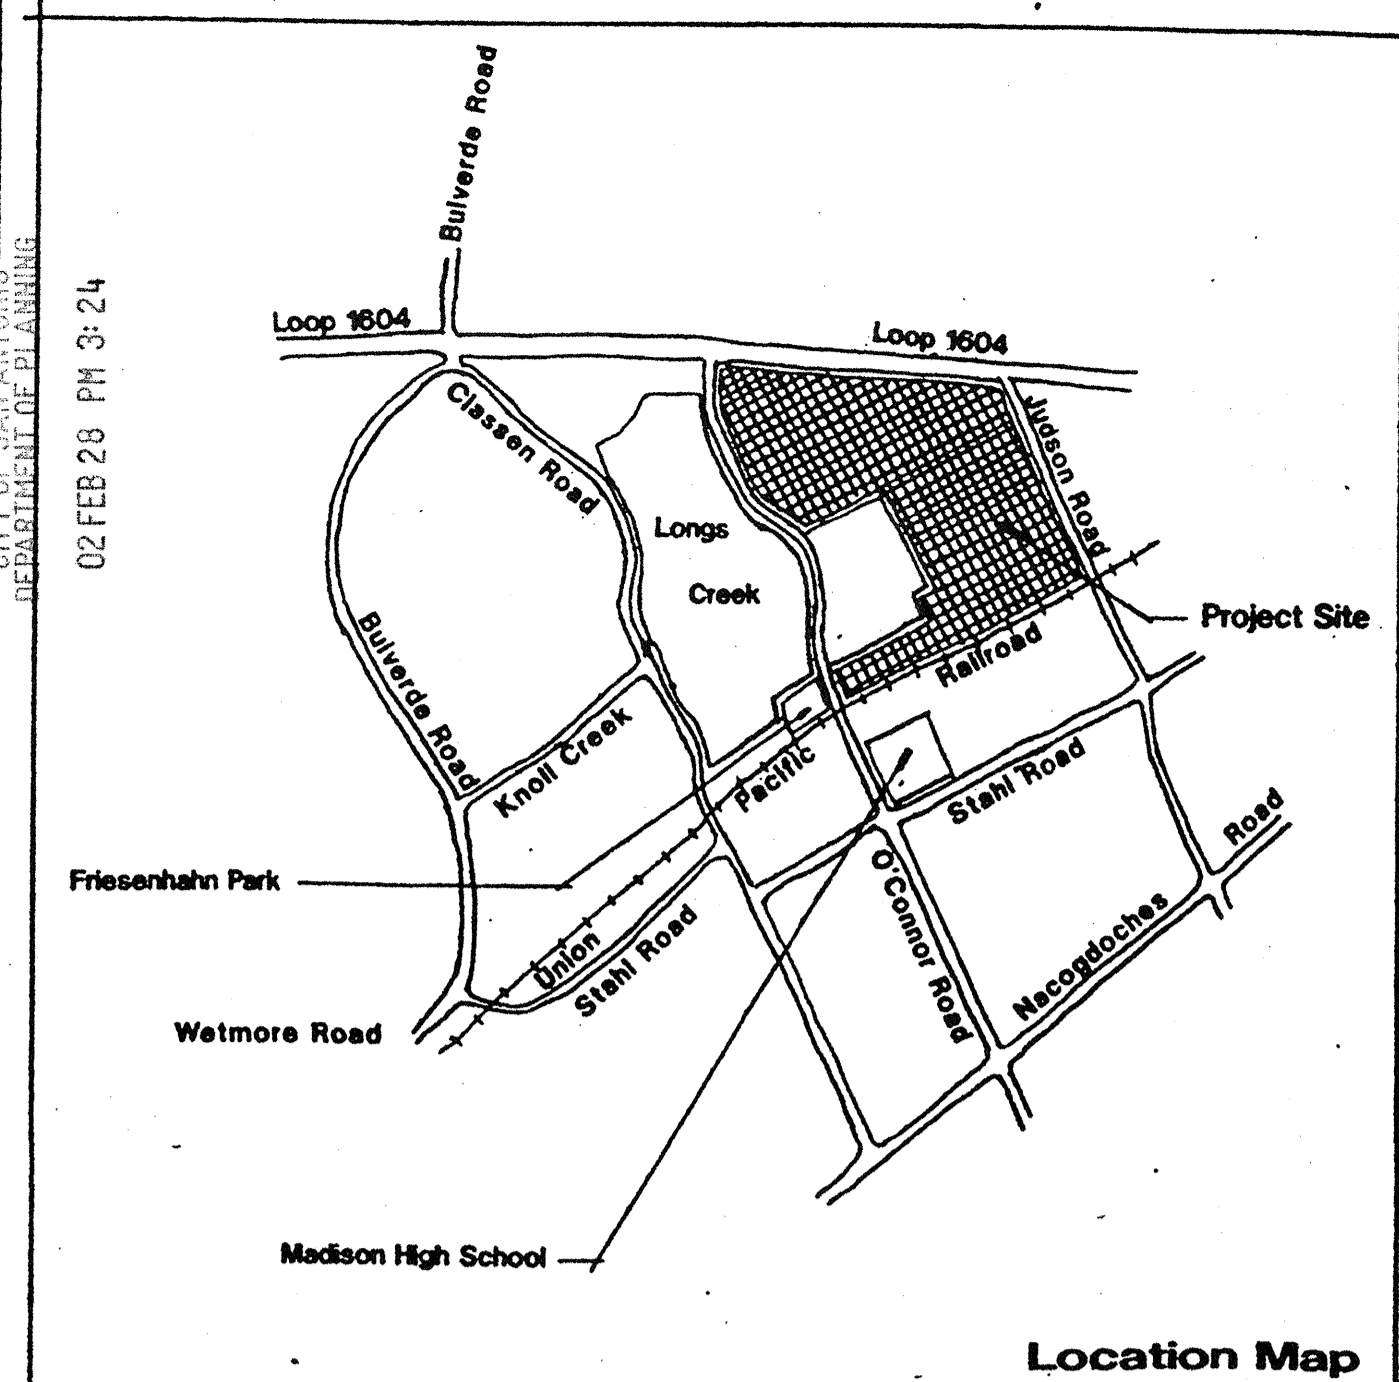 DEPARTMENT OF PLANNING
02 FEB 28 PM 3:24
Bulverde Road
Loop 1604
Loop 1604
Classen Road
Judson Road
Longs
Creek
Project Site
Bulverde Road
Railroad
Knoll Creek
Pacific
Stahl Road
Road
Friesenhahn Park
O'Connor Road
Nacogdoches
Union
Stahl Road
Wetmore Road
Madison High School
Location Map